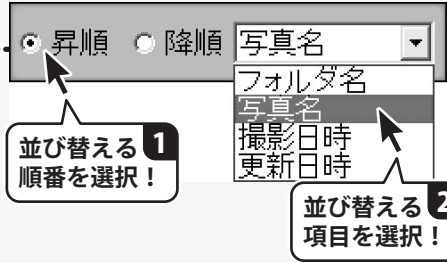 昇順 降順 写真名
フォルダ名
写真名
撮影日時
更新日時
並び替える 1
順番を選択！
並び替える 2
項目を選択！